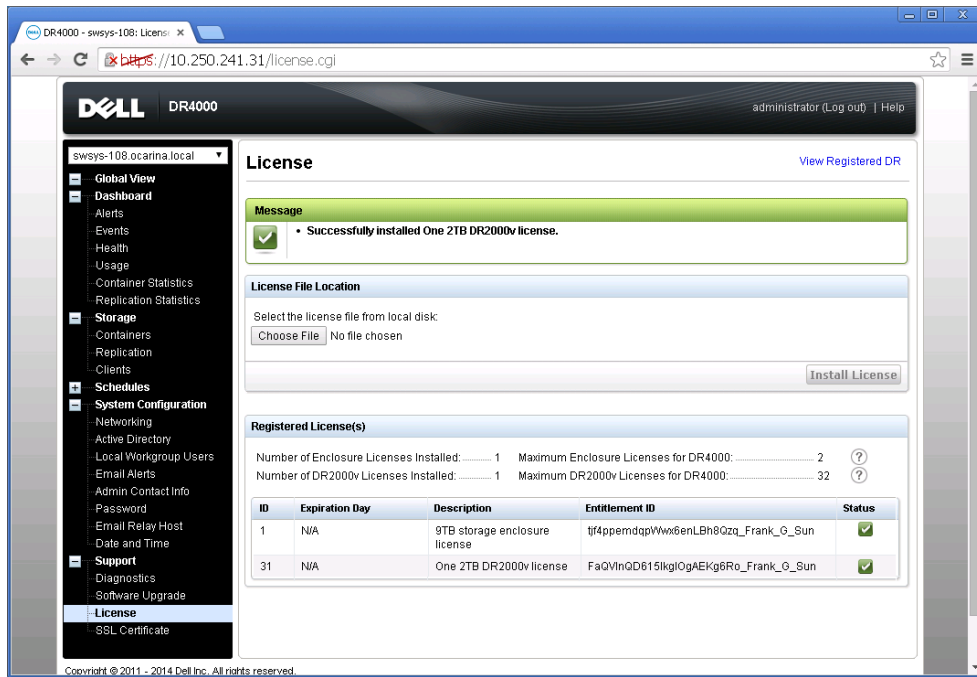 DR4000 - swsys-108: Licens
https://10.250.241.31/license.cgi
DELL DR4000
administrator (Log out) | Help
swsys-108.ocarina.local
Global View
Dashboard
Alerts
Events
Health
Usage
Container Statistics
Replication Statistics
Storage
Containers
Replication
Clients
Schedules
System Configuration
Networking
Active Directory
Local Workgroup Users
Email Alerts
Admin Contact Info
Password
Email Relay Host
Date and Time
Support
Diagnostics
Software Upgrade
License
SSL Certificate
License
View Registered DR
Message
• Successfully installed One 2TB DR2000v license.
License File Location
Select the license file from local disk:
Choose File No file chosen
Install License
Registered License(s)
Number of Enclosure Licenses Installed: 1 Maximum Enclosure Licenses for DR4000: 2 ?
Number of DR2000v Licenses Installed: 1 Maximum DR2000v Licenses for DR4000: 32 ?
ID Expiration Day Description Entitlement ID Status
1 N/A 9TB storage enclosure license
31 N/A One 2TB DR2000v license
Copyright © 2011 - 2014 Dell Inc. All rights reserved.